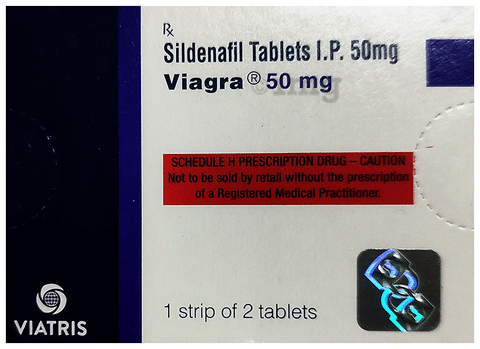 Rx
Sildenafil Tablets I.P. 50mg
Viagra® 50 mg
SCHEDULE H PRESCRIPTION DRUG – CAUTION
Not to be sold by retail without the prescription
of a Registered Medical Practitioner.
1 strip of 2 tablets
VIATRIS